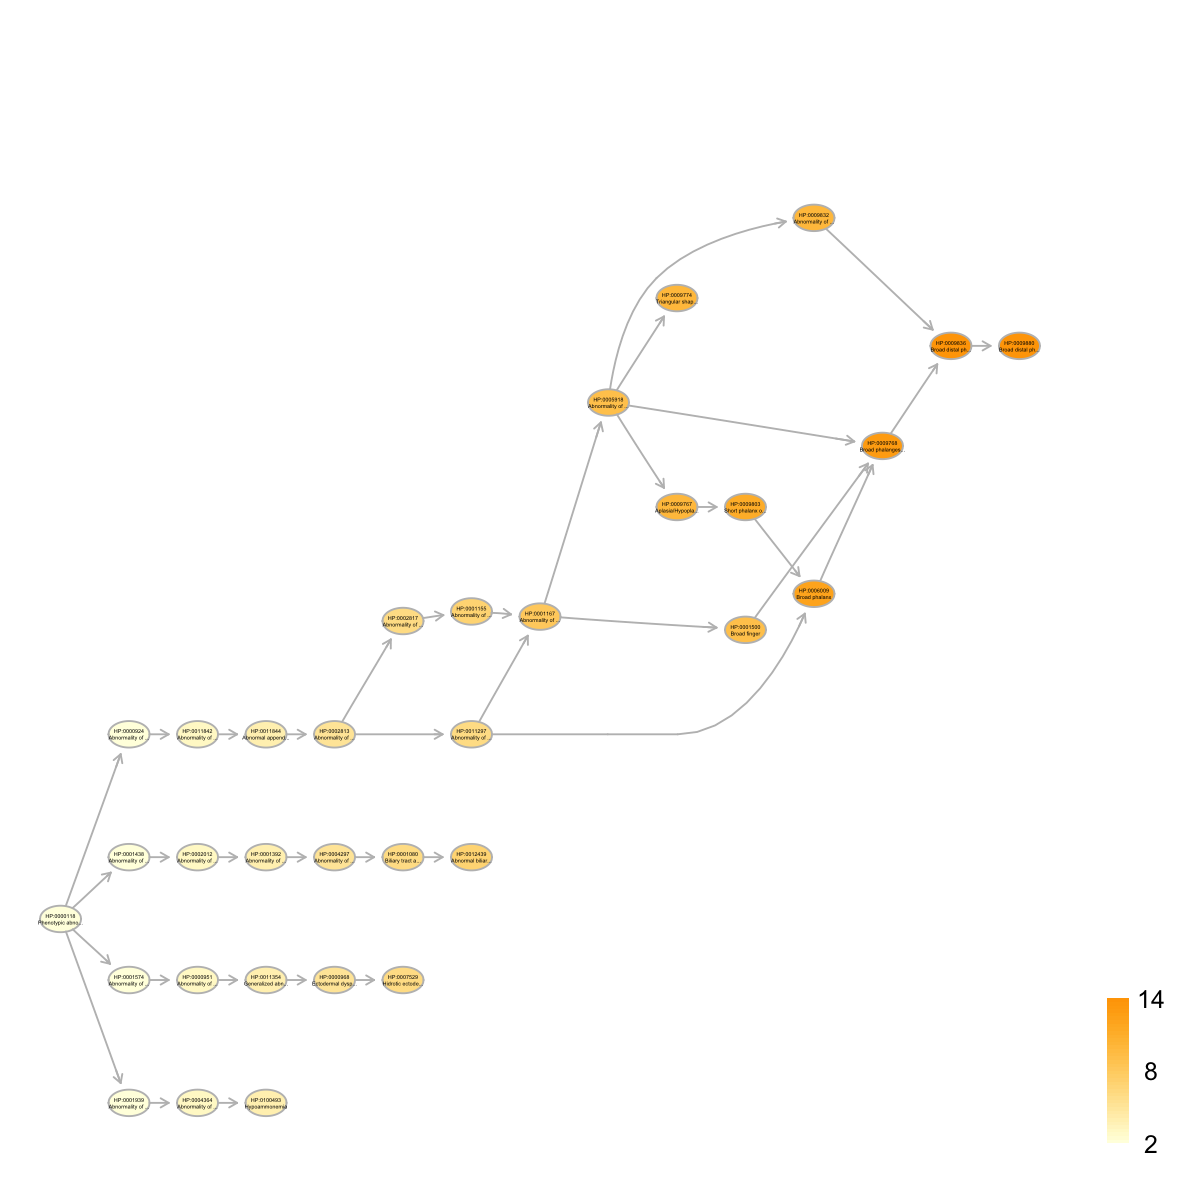 HP:0009832
Abnormality of ...
HP:0009774
Triangular shap...
HP:0009836
Broad distal ph...
HP:0009880
Broad distal ph...
HP:0005918
Abnormality of ...
HP:0009768
Broad phalanges...
HP:0009767
Aplasia/Hypopla...
HP:0009803
Short phalanx o...
HP:0006009
Broad phalanx
HP:0002817
Abnormality of ...
HP:0001155
Abnormality of ...
HP:0001167
Abnormality of ...
HP:0001500
Broad finger
HP:0000924
Abnormality of ...
HP:0011842
Abnormality of ...
HP:0011844
Abnormal append...
HP:0002813
Abnormality of ...
HP:0011297
Abnormality of ...
HP:0001438
Abnormality of ...
HP:0002012
Abnormality of ...
HP:0001392
Abnormality of ...
HP:0004297
Abnormality of ...
HP:0001080
Biliary tract a...
HP:0012439
Abnormal biliar...
HP:0000118
Phenotypic abno...
HP:0001574
Abnormality of ...
HP:0000951
Abnormality of ...
HP:0011354
Generalized abn...
HP:0000968
Ectodermal dysp...
HP:0007529
Hidrotic ectode...
HP:0001939
Abnormality of ...
HP:0004364
Abnormality of ...
HP:0100493
Hypoammonemia
14
8
2